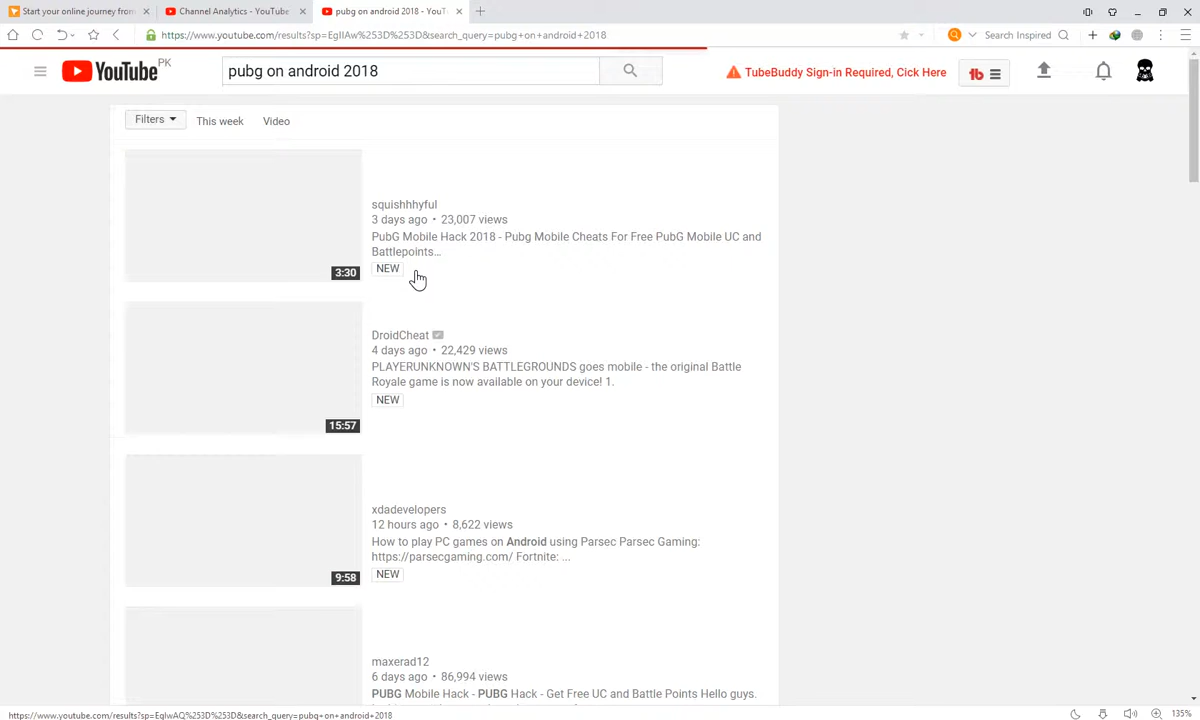 Start your online journey from
Channel Analytics - YouTube
pubg on android 2018 - YouT
https://www.youtube.com/results?sp=EgIIAw%253D%253D&search_query=pubg+on+android+2018
Search Inspired
YouTube PK
pubg on android 2018
TubeBuddy Sign-in Required, Click Here
tb
Filters
This week
Video
squishhhyful
3 days ago • 23,007 views
PubG Mobile Hack 2018 - Pubg Mobile Cheats For Free PubG Mobile UC and
Battlepoints...
3:30
NEW
DroidCheat
4 days ago • 22,429 views
PLAYERUNKNOWN'S BATTLEGROUNDS goes mobile - the original Battle
Royale game is now available on your device! 1.
NEW
15:57
xdadevelopers
12 hours ago • 8,622 views
How to play PC games on Android using Parsec Parsec Gaming:
https://parsecgaming.com/ Fortnite: ...
NEW
9:58
maxerad12
6 days ago • 86,994 views
PUBG Mobile Hack - PUBG Hack - Get Free UC and Battle Points Hello guys.
https://www.youtube.com/results?sp=EgIwAQ%253D%253D&search_query=pubg+on+android+2018
135%